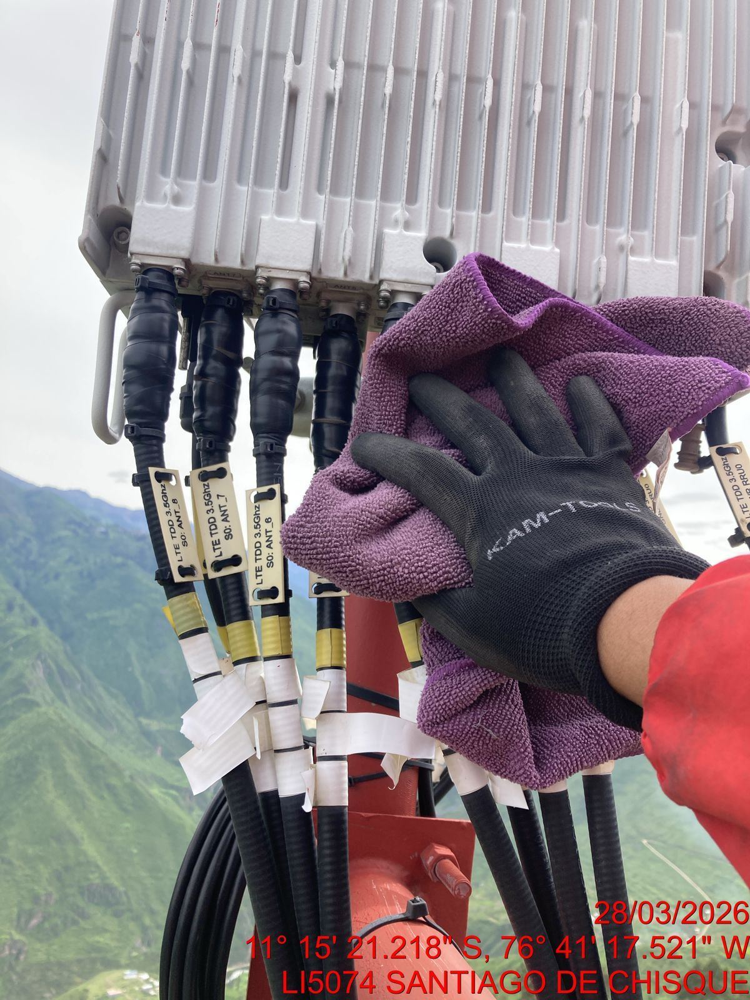 ANT7
ANT5
LTE TDD 3.5Ghz
S0: ANT_8
LTE TDD 3.5Ghz
S0: ANT_7
LTE TDD 3.5Ghz
S0: ANT_6
LTE TDD 3.5Ghz
KAM-TOOLS
28/03/2026
11° 15' 21.218" S, 76° 41' 17.521" W
LI5074 SANTIAGO DE CHISQUE